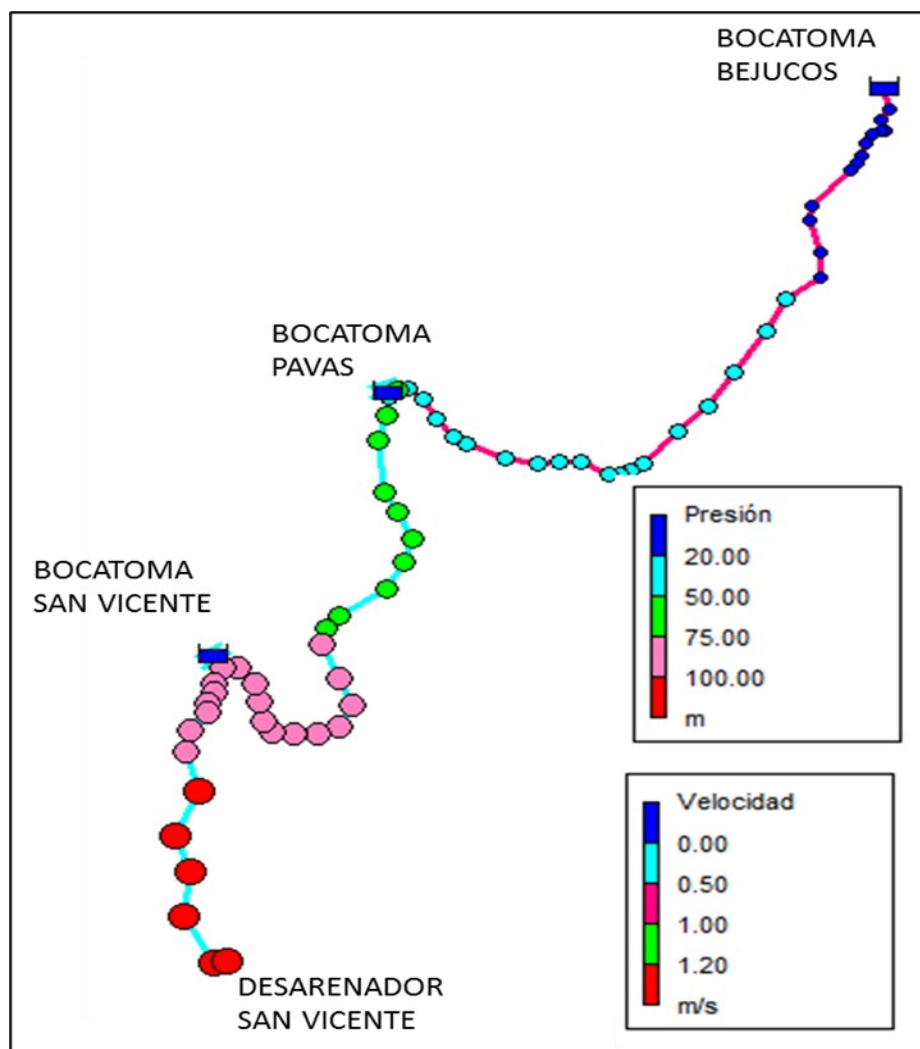 BOCATOMA
BEJUCOS
BOCATOMA
PAVAS
BOCATOMA
SAN VICENTE
Presión
20.00
50.00
75.00
100.00
m
Velocidad
0.00
0.50
1.00
1.20
m/s
DESARENADOR
SAN VICENTE